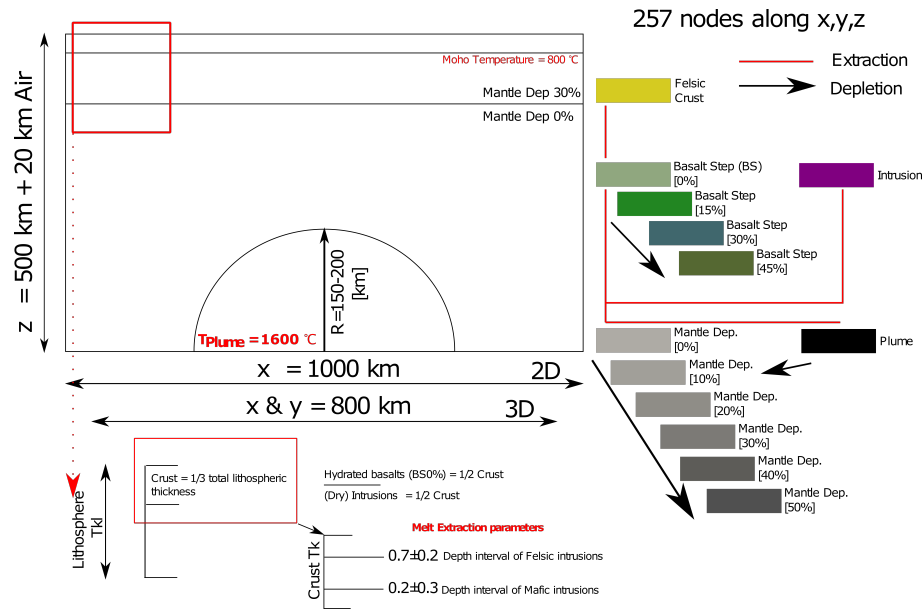 257 nodes along x,y,z
z = 500 km + 20 km Air
Moho Temperature = 800 °C
Mantle Dep 30%
Mantle Dep 0%
R=150-200
[km]
TPlume = 1600 °C
x = 1000 km
2D
x & y = 800 km
3D
Extraction
Depletion
Felsic
Crust
Basalt Step (BS)
[0%]
Intrusion
Basalt Step
[15%]
Basalt Step
[30%]
Basalt Step
[45%]
Mantle Dep.
[0%]
Plume
Mantle Dep.
[10%]
Mantle Dep.
[20%]
Mantle Dep.
[30%]
Mantle Dep.
[40%]
Mantle Dep.
[50%]
Lithosphere
Tkl
Crust = 1/3 total lithospheric
thickness
Hydrated basalts (BS0%) = 1/2 Crust
(Dry) Intrusions = 1/2 Crust
Melt Extraction parameters
Crust Tk
0.7±0.2 Depth interval of Felsic intrusions
0.2±0.3 Depth interval of Mafic intrusions